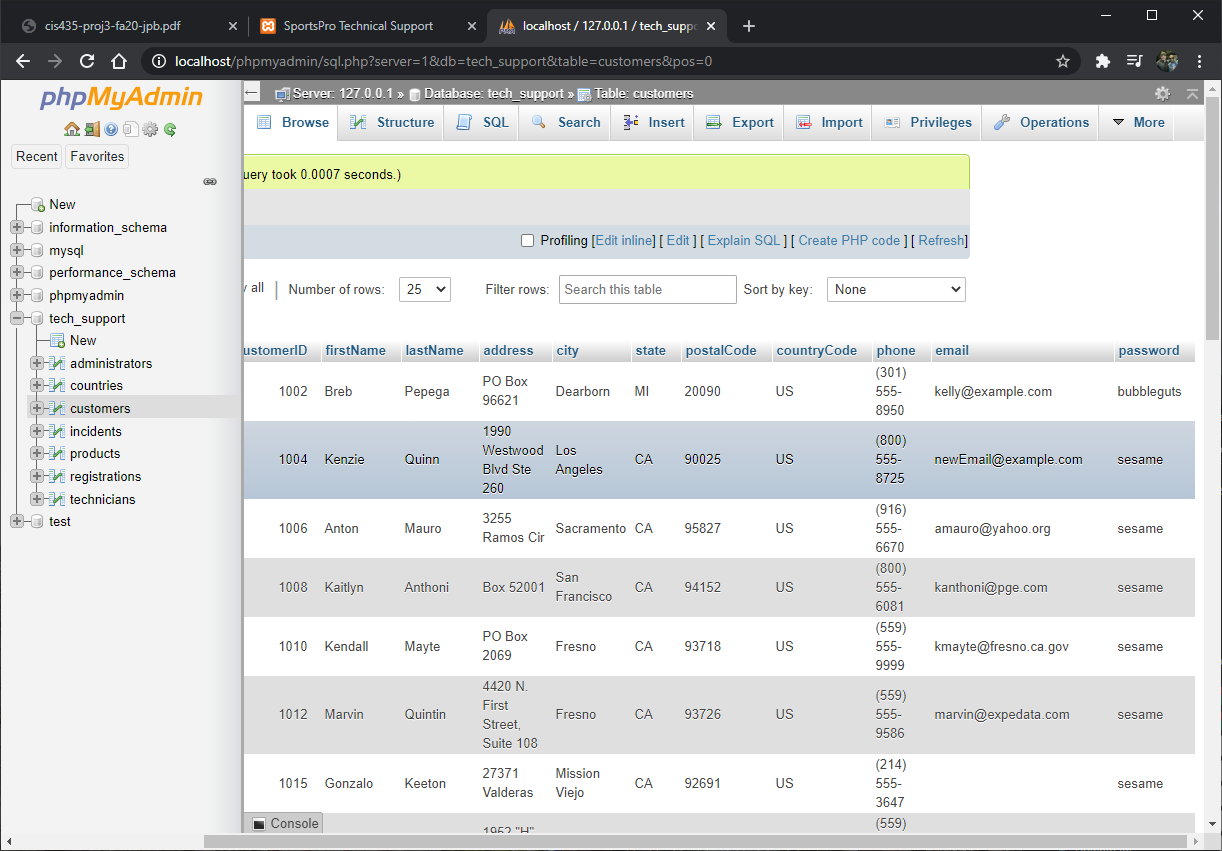 cis435-proj3-fa20-jpb.pdf
SportsPro Technical Support
localhost / 127.0.0.1 / tech_suppo
localhost/phpmyadmin/sql.php?server=1&db=tech_support&table=customers&pos=0
phpMyAdmin
Recent Favorites
New
information_schema
mysql
performance_schema
phpmyadmin
tech_support
New
administrators
countries
customers
incidents
products
registrations
technicians
test
Server: 127.0.0.1 » Database: tech_support » Table: customers
Browse Structure SQL Search Insert Export Import Privileges Operations More
uery took 0.0007 seconds.)
Profiling [Edit inline] [ Edit ] [ Explain SQL ] [ Create PHP code ] [ Refresh]
all Number of rows: 25 Filter rows: Search this table Sort by key: None
ustomerID firstName lastName address city state postalCode countryCode phone email password
1002 Breb Pepega PO Box 96621 Dearborn MI 20090 US (301) 555-8950 kelly@example.com bubbleguts
1004 Kenzie Quinn 1990 Westwood Blvd Ste 260 Los Angeles CA 90025 US (800) 555-8725 newEmail@example.com sesame
1006 Anton Mauro 3255 Ramos Cir Sacramento CA 95827 US (916) 555-6670 amauro@yahoo.org sesame
1008 Kaitlyn Anthoni Box 52001 San Francisco CA 94152 US (800) 555-6081 kanthoni@pge.com sesame
1010 Kendall Mayte PO Box 2069 Fresno CA 93718 US (559) 555-9999 kmayte@fresno.ca.gov sesame
1012 Marvin Quintin 4420 N. First Street, Suite 108 Fresno CA 93726 US (559) 555-9586 marvin@expedata.com sesame
1015 Gonzalo Keeton 27371 Valderas Mission Viejo CA 92691 US (214) 555-3647 sesame
1952 "H" (559)
Console